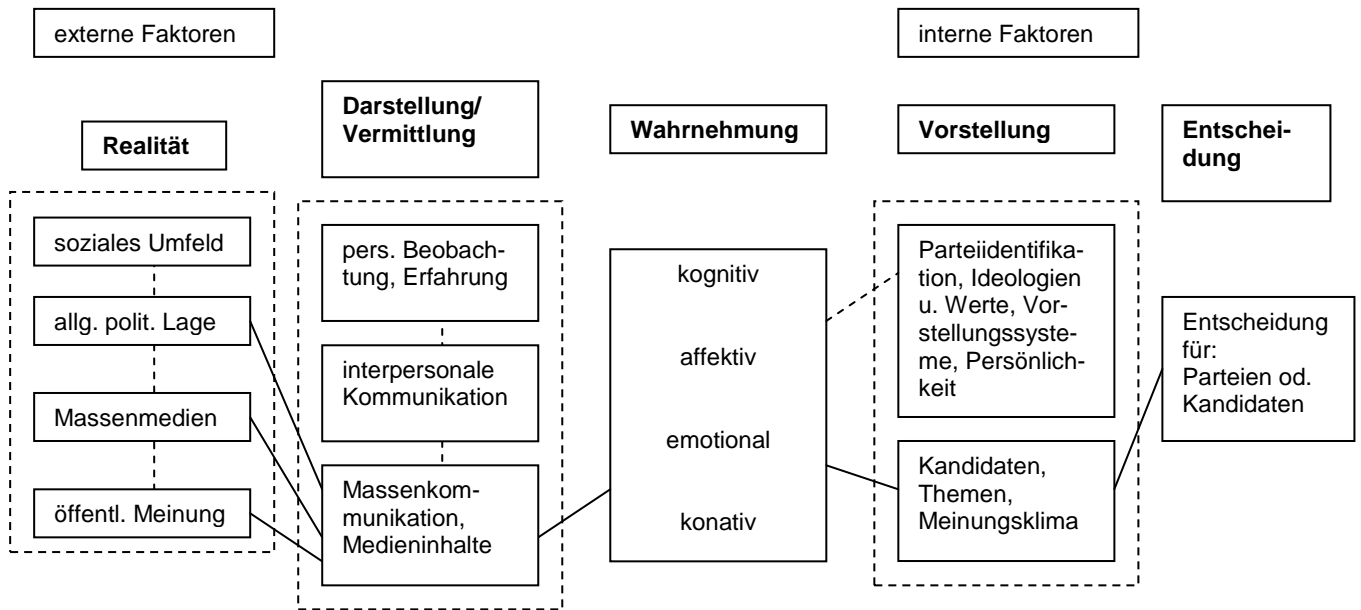 externe Faktoren
interne Faktoren
Realität
Darstellung/
Vermittlung
Wahrnehmung
Vorstellung
Entschei-
dung
soziales Umfeld
allg. polit. Lage
Massenmedien
öffentl. Meinung
pers. Beobach-
tung, Erfahrung
interpersonale
Kommunikation
Massenkom-
munikation,
Medieninhalte
kognitiv
affektiv
emotional
konativ
Parteiidentifika-
tion, Ideologien
u. Werte, Vor-
stellungssyste-
me, Persönlich-
keit
Kandidaten,
Themen,
Meinungsklima
Entscheidung
für:
Parteien od.
Kandidaten